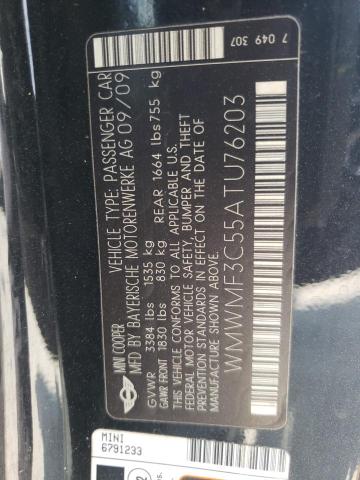 7 049 307
MINI COOPER
VEHICLE TYPE: PASSENGER CAR
MFD BY BAYERISCHE MOTORENWERKE AG 09/09
GVWR 3384 lbs 1535 kg
GAWR FRONT 1830 lbs 830 kg REAR 1664 lbs 755 kg
THIS VEHICLE CONFORMS TO ALL APPLICABLE U.S.
FEDERAL MOTOR VEHICLE SAFETY, BUMPER AND THEFT
PREVENTION STANDARDS IN EFFECT ON THE DATE OF
MANUFACTURE SHOWN ABOVE.
WMWMF3C55ATU76203
MINI
6791233